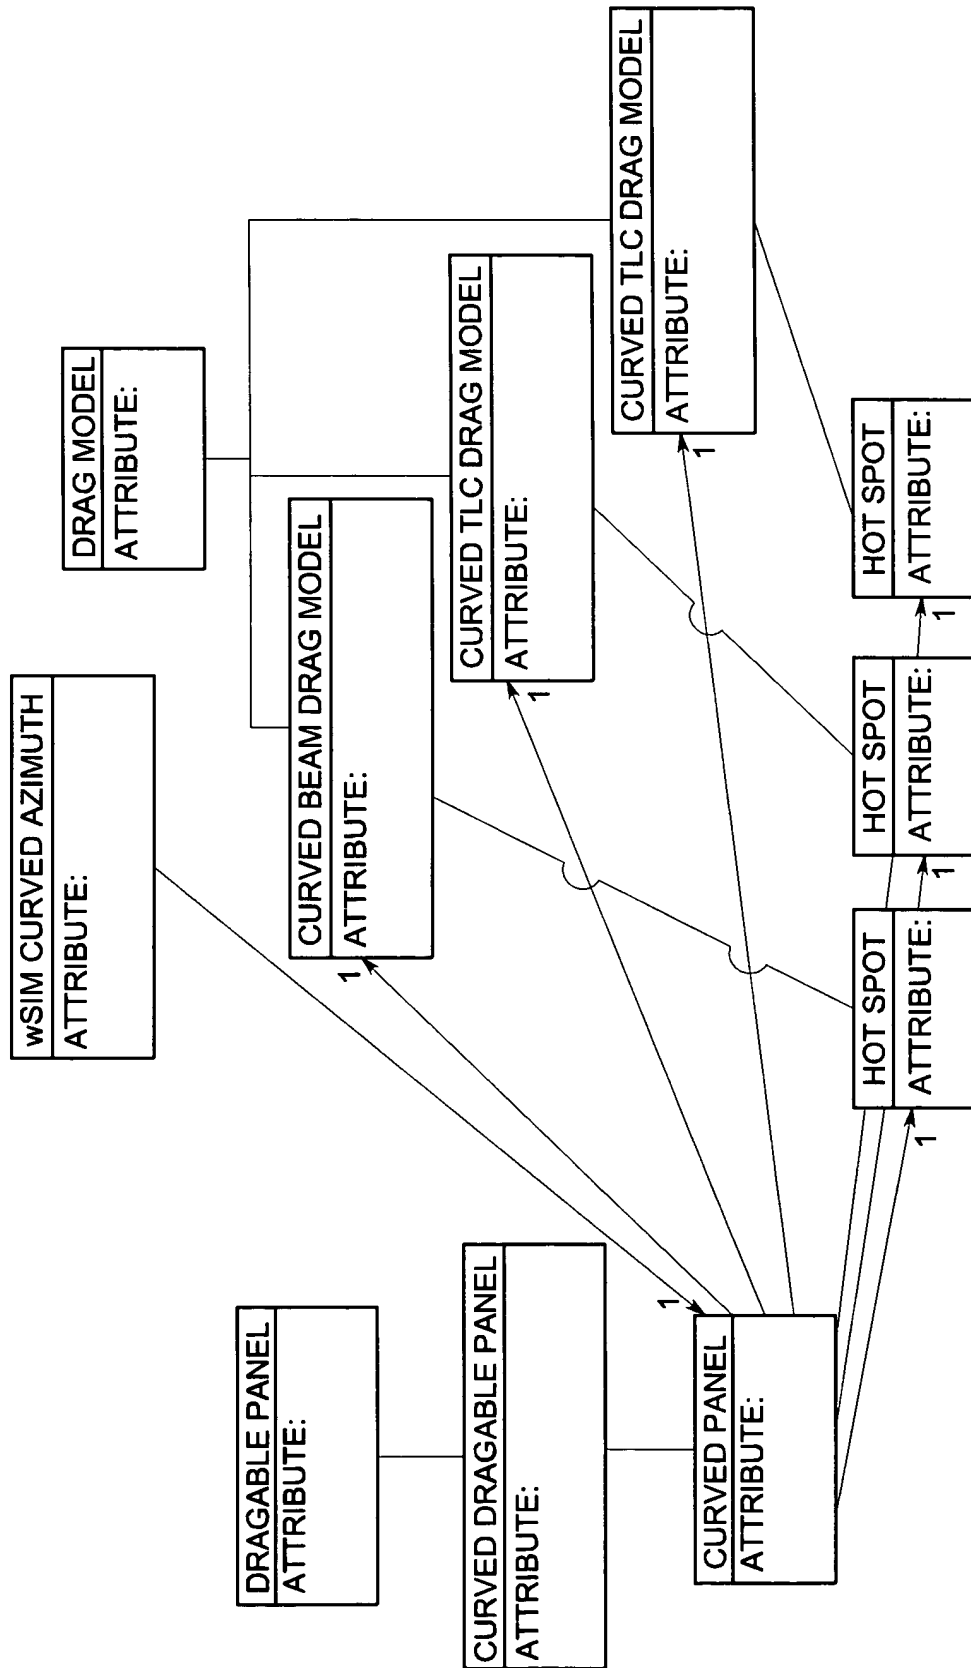 DRAGABLE PANEL
ATTRIBUTE:
CURVED DRAGABLE PANEL
ATTRIBUTE:
CURVED PANEL
ATTRIBUTE:
1
wSIM CURVED AZIMUTH
ATTRIBUTE:
DRAG MODEL
ATTRIBUTE:
CURVED BEAM DRAG MODEL
ATTRIBUTE:
1
CURVED TLC DRAG MODEL
ATTRIBUTE:
1
CURVED TLC DRAG MODEL
ATTRIBUTE:
1
HOT SPOT
ATTRIBUTE:
1
HOT SPOT
ATTRIBUTE:
1
HOT SPOT
ATTRIBUTE:
1